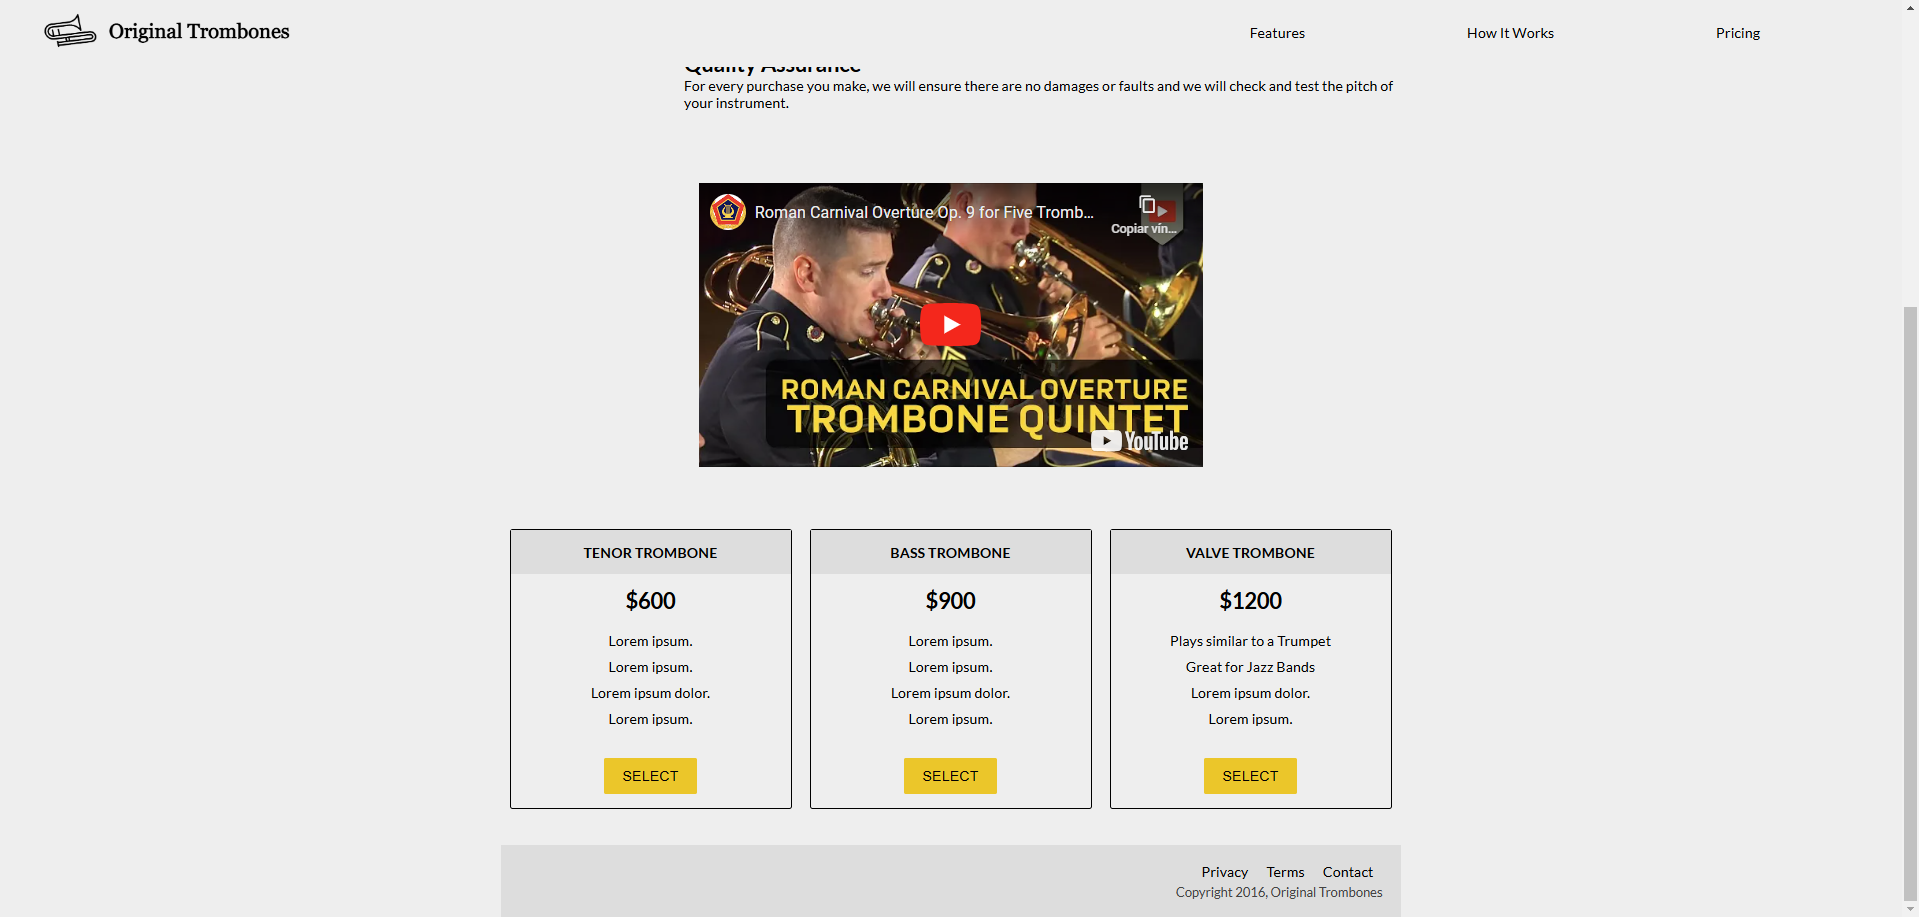 Original Trombones
Features
How It Works
Pricing
Quality Assurance
For every purchase you make, we will ensure there are no damages or faults and we will check and test the pitch of
your instrument.
Roman Carnival Overture Op. 9 for Five Tromb...
Copiar vín...
ROMAN CARNIVAL OVERTURE
TROMBONE QUINTET
YouTube
TENOR TROMBONE
$600
Lorem ipsum.
Lorem ipsum.
Lorem ipsum dolor.
Lorem ipsum.
SELECT
BASS TROMBONE
$900
Lorem ipsum.
Lorem ipsum.
Lorem ipsum dolor.
Lorem ipsum.
SELECT
VALVE TROMBONE
$1200
Plays similar to a Trumpet
Great for Jazz Bands
Lorem ipsum dolor.
Lorem ipsum.
SELECT
Privacy Terms Contact
Copyright 2016, Original Trombones